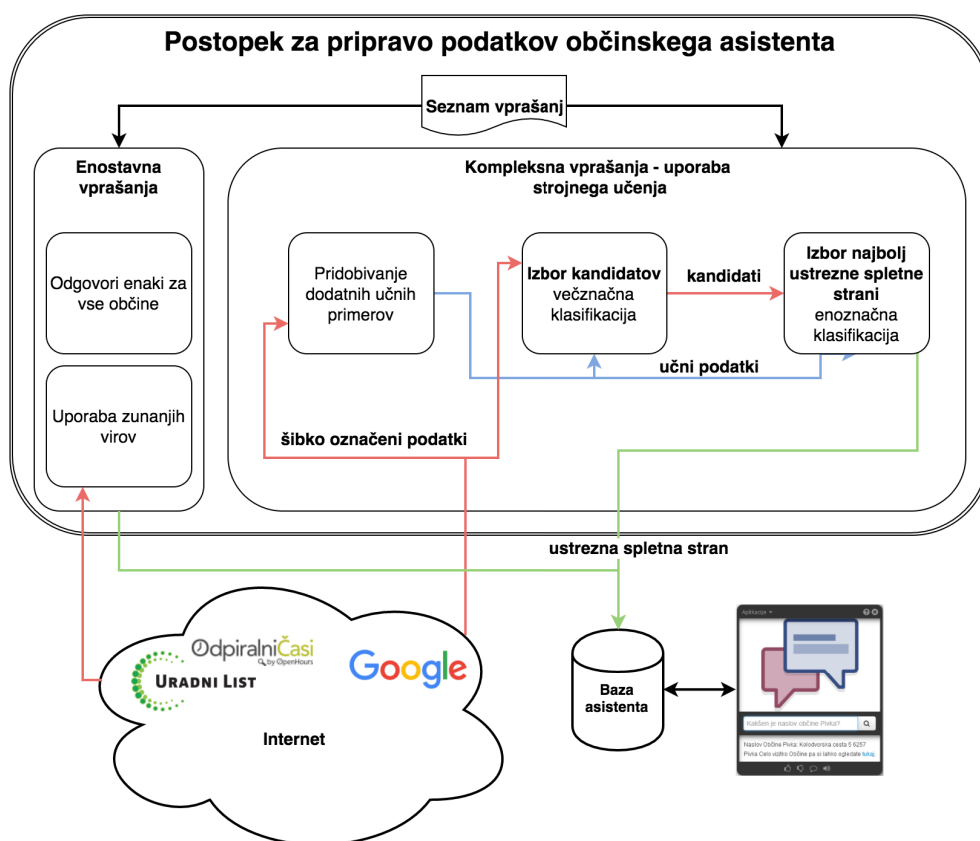 Postopek za pripravo podatkov občinskega asistenta
Seznam vprašanj
Enostavna
vprašanja
Odgovori enaki za
vse občine
Uporaba zunanjih
virov
Kompleksna vprašanja - uporaba
strojnega učenja
Pridobivanje
dodatnih učnih
primerov
Izbor kandidatov
večznačna
klasifikacija
kandidati
Izbor najbolj
ustrezne spletne
strani
enoznačna
klasifikacija
učni podatki
šibko označeni podatki
ustrezna spletna stran
OdpiralniČasi
by OpenHours
URADNI LIST
Google
Internet
Baza
asistenta
Aplikacije
Kakšen je naslov občine Pivka?
Naslov Občine Pivka: Kolodvorska cesta 5 6257
Pivka Celo vizitko Občine pa si lahko ogledate tukaj.